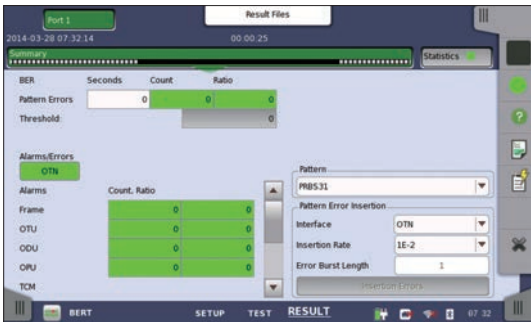 Port 1
Result Files
2014-03-28 07:32:14
00:00:25
Summary
Statistics
BER Seconds Count Ratio
Pattern Errors 0 0 0
Threshold: 0
Alarms/Errors
OTN
Alarms Count. Ratio
Frame 0 0
OTU 0 0
ODU 0 0
OPU 0 0
TCM
Pattern
PRBS31
Pattern Error Insertion
Interface OTN
Insertion Rate 1E-2
Error Burst Length 1
Insertion Errors
BERT SETUP TEST RESULT 07 32